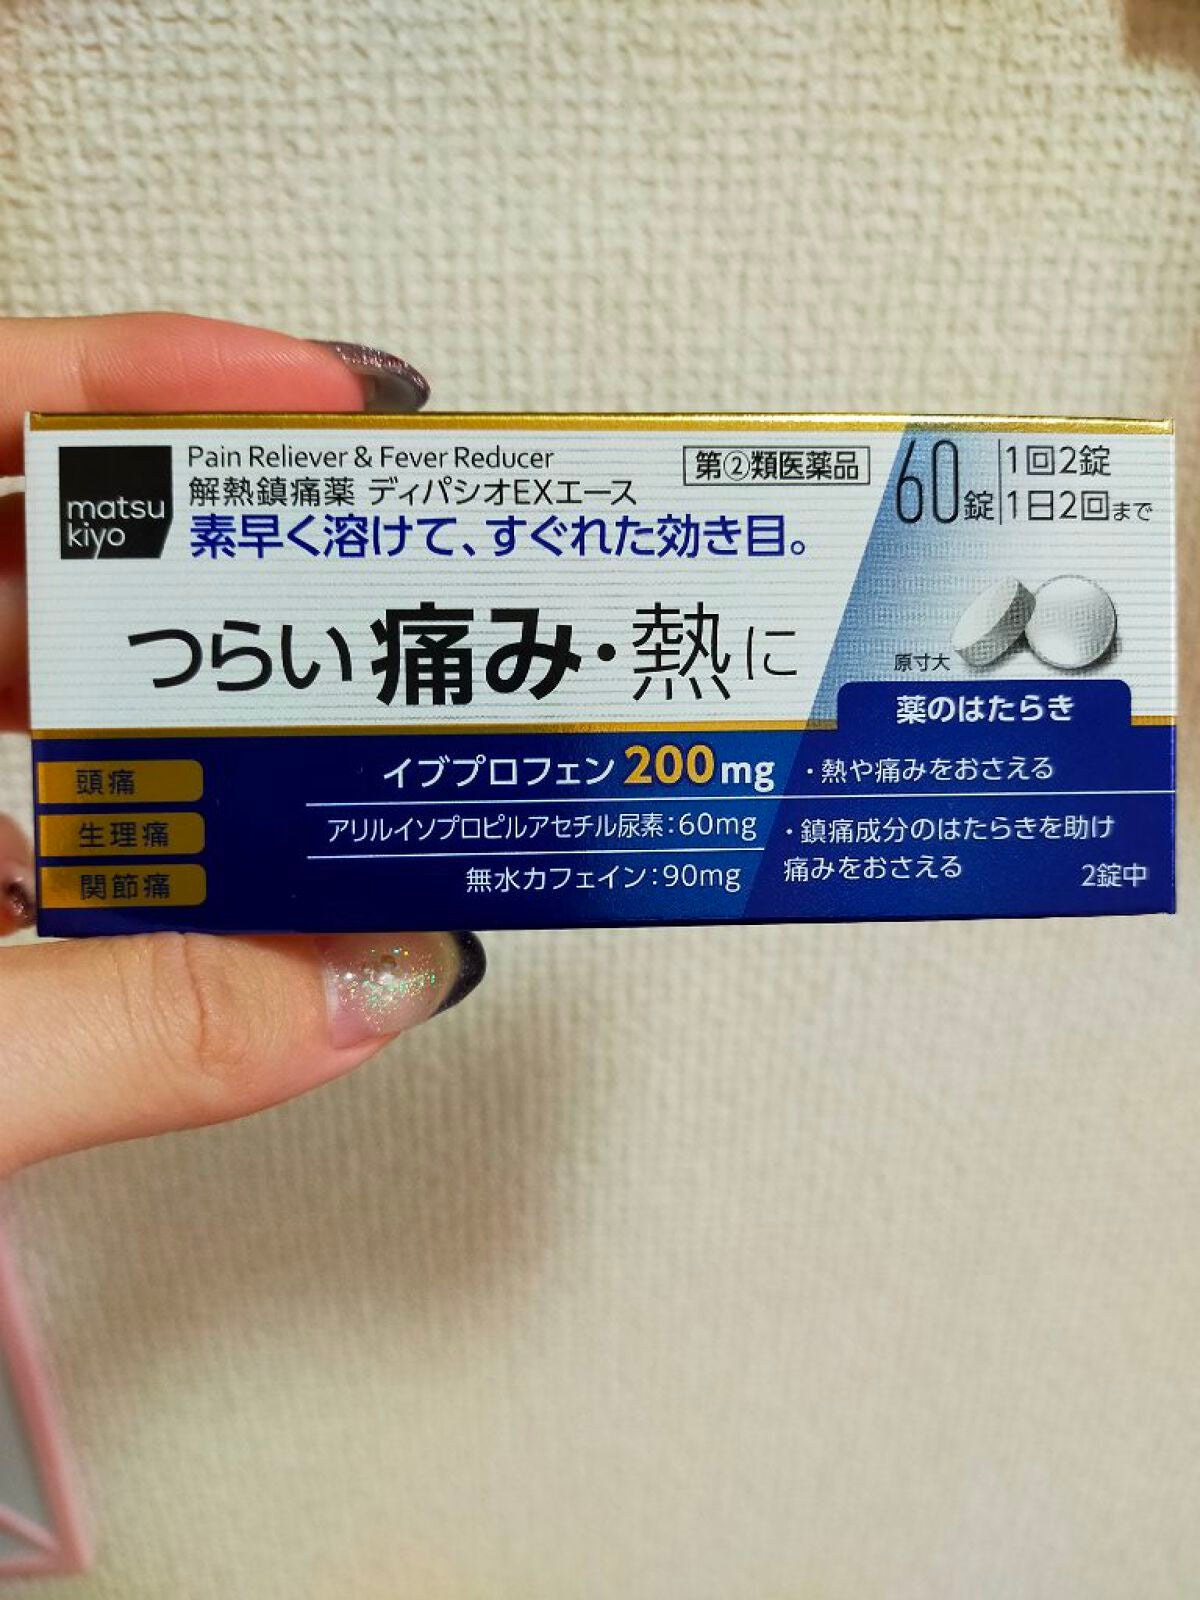 matsu
kiyo
Pain Reliever & Fever Reducer
解熱鎮痛薬 ディパシオEXエース
第②類医薬品
素早く溶けて、すぐれた効き目。
60錠
1回2錠
1日2回まで
つらい痛み・熱に
原寸大
薬のはたらき
頭痛
生理痛
関節痛
イブプロフェン 200mg
・熱や痛みをおさえる
アリルイソプロピルアセチル尿素:60mg
無水カフェイン:90mg
・鎮痛成分のはたらきを助け
痛みをおさえる
2錠中